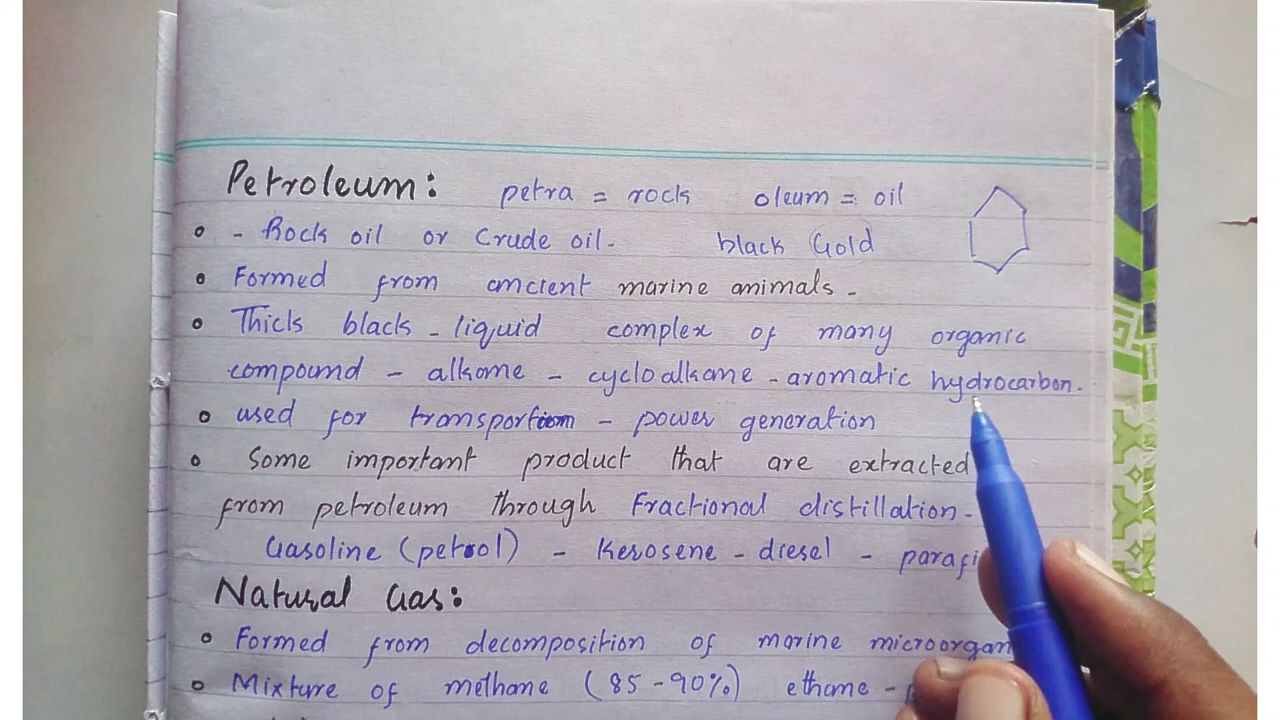 Petroleum: petra = rock oleum = oil
- Rock oil or Crude oil. black Gold
Formed from ancient marine animals.
Thick black - liquid complex of many organic
compound - alkane - cycloalkane - aromatic hydrocarbon.
used for transportion - power generation
Some important product that are extracted
from petroleum through Fractional distillation.
Gasoline (petrol) - Kerosene - diesel -
Natural Gas:
Formed from decomposition of marine
Mixture of methane (85-90%) ethane -